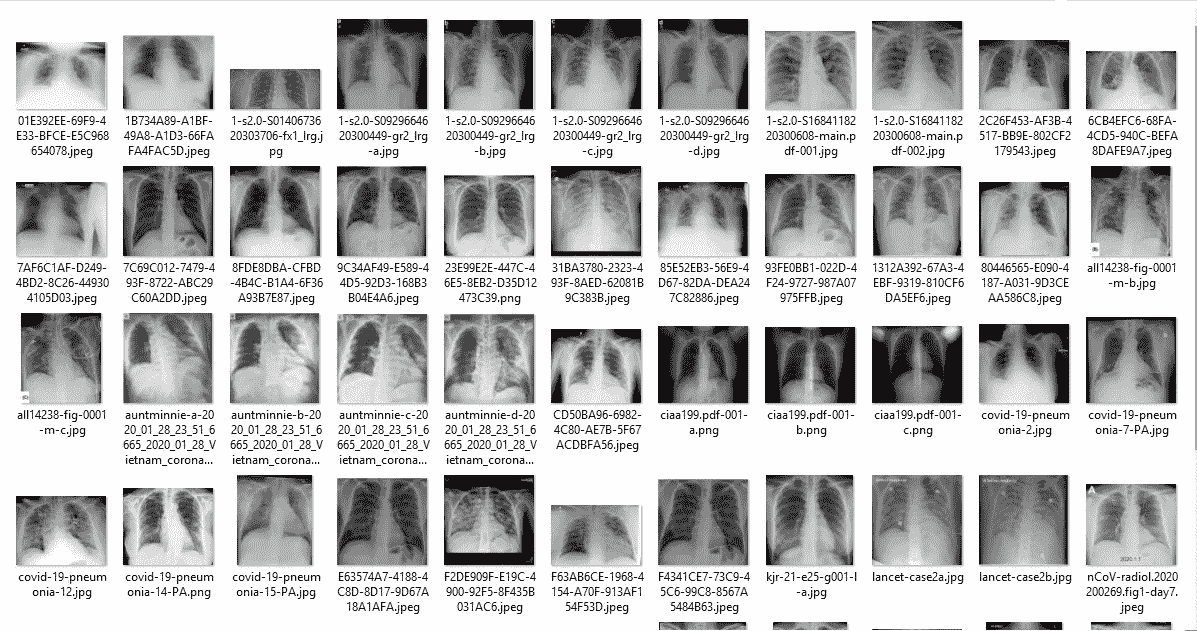 01E392EE-69F9-4
E33-BFCE-E5C968
654078.jpeg
1B734A89-A1BF-
49A8-A1D3-66FA
FA4FAC5D.jpeg
1-s2.0-S01406736
20303706-fx1_lrg.j
pg
1-s2.0-S09296646
20300449-gr2_lrg
-a.jpg
1-s2.0-S09296646
20300449-gr2_lrg
-b.jpg
1-s2.0-S09296646
20300449-gr2_lrg
-c.jpg
1-s2.0-S09296646
20300449-gr2_lrg
-d.jpg
1-s2.0-S16841182
20300608-main.p
df-001.jpg
1-s2.0-S16841182
20300608-main.p
df-002.jpg
2C26F453-AF3B-4
517-BB9E-802CF2
179543.jpeg
6CB4EFC6-68FA-
4CD5-940C-BEFA
8DAFE9A7.jpeg
7AF6C1AF-D249-
4BD2-8C26-44930
4105D03.jpeg
7C69C012-7479-4
93F-8722-ABC29
C60A2DD.jpeg
8FDE8DBA-CFBD
-4B4C-B1A4-6F36
A93B7E87.jpeg
9C34AF49-E589-4
4D5-92D3-168B3
B04E4A6.jpeg
23E99E2E-447C-4
6E5-8EB2-D35D12
473C39.png
31BA3780-2323-4
93F-8AED-62081B
9C383B.jpeg
85E52EB3-56E9-4
D67-82DA-DEA24
7C82886.jpeg
93FE0BB1-022D-4
F24-9727-987A07
975FFB.jpeg
1312A392-67A3-4
EBF-9319-810CF6
DA5EF6.jpeg
80446565-E090-4
187-A031-9D3CE
AA586C8.jpeg
all14238-fig-0001
-m-b.jpg
all14238-fig-0001
-m-c.jpg
auntminnie-a-20
20_01_28_23_51_6
665_2020_01_28_V
ietnam_corona...
auntminnie-b-20
20_01_28_23_51_6
665_2020_01_28_V
ietnam_corona...
auntminnie-c-20
20_01_28_23_51_6
665_2020_01_28_V
ietnam_corona...
auntminnie-d-20
20_01_28_23_51_6
665_2020_01_28_V
ietnam_corona...
CD50BA96-6982-
4C80-AE7B-5F67
ACDBFA56.jpeg
ciaa199.pdf-001-
a.png
ciaa199.pdf-001-
b.png
ciaa199.pdf-001-
c.png
covid-19-pneum
onia-2.jpg
covid-19-pneum
onia-7-PA.jpg
covid-19-pneum
onia-12.jpg
covid-19-pneum
onia-14-PA.png
covid-19-pneum
onia-15-PA.jpg
E63574A7-4188-4
C8D-8D17-9D67A
18A1AFA.jpeg
F2DE909F-E19C-4
900-92F5-8F435B
031AC6.jpeg
F63AB6CE-1968-4
154-A70F-913AF1
54F53D.jpeg
F4341CE7-73C9-4
5C6-99C8-8567A
5484B63.jpeg
kjr-21-e25-g001-l
-a.jpg
lancet-case2a.jpg
lancet-case2b.jpg
nCoV-radiol.2020
200269.fig1-day7.
jpeg